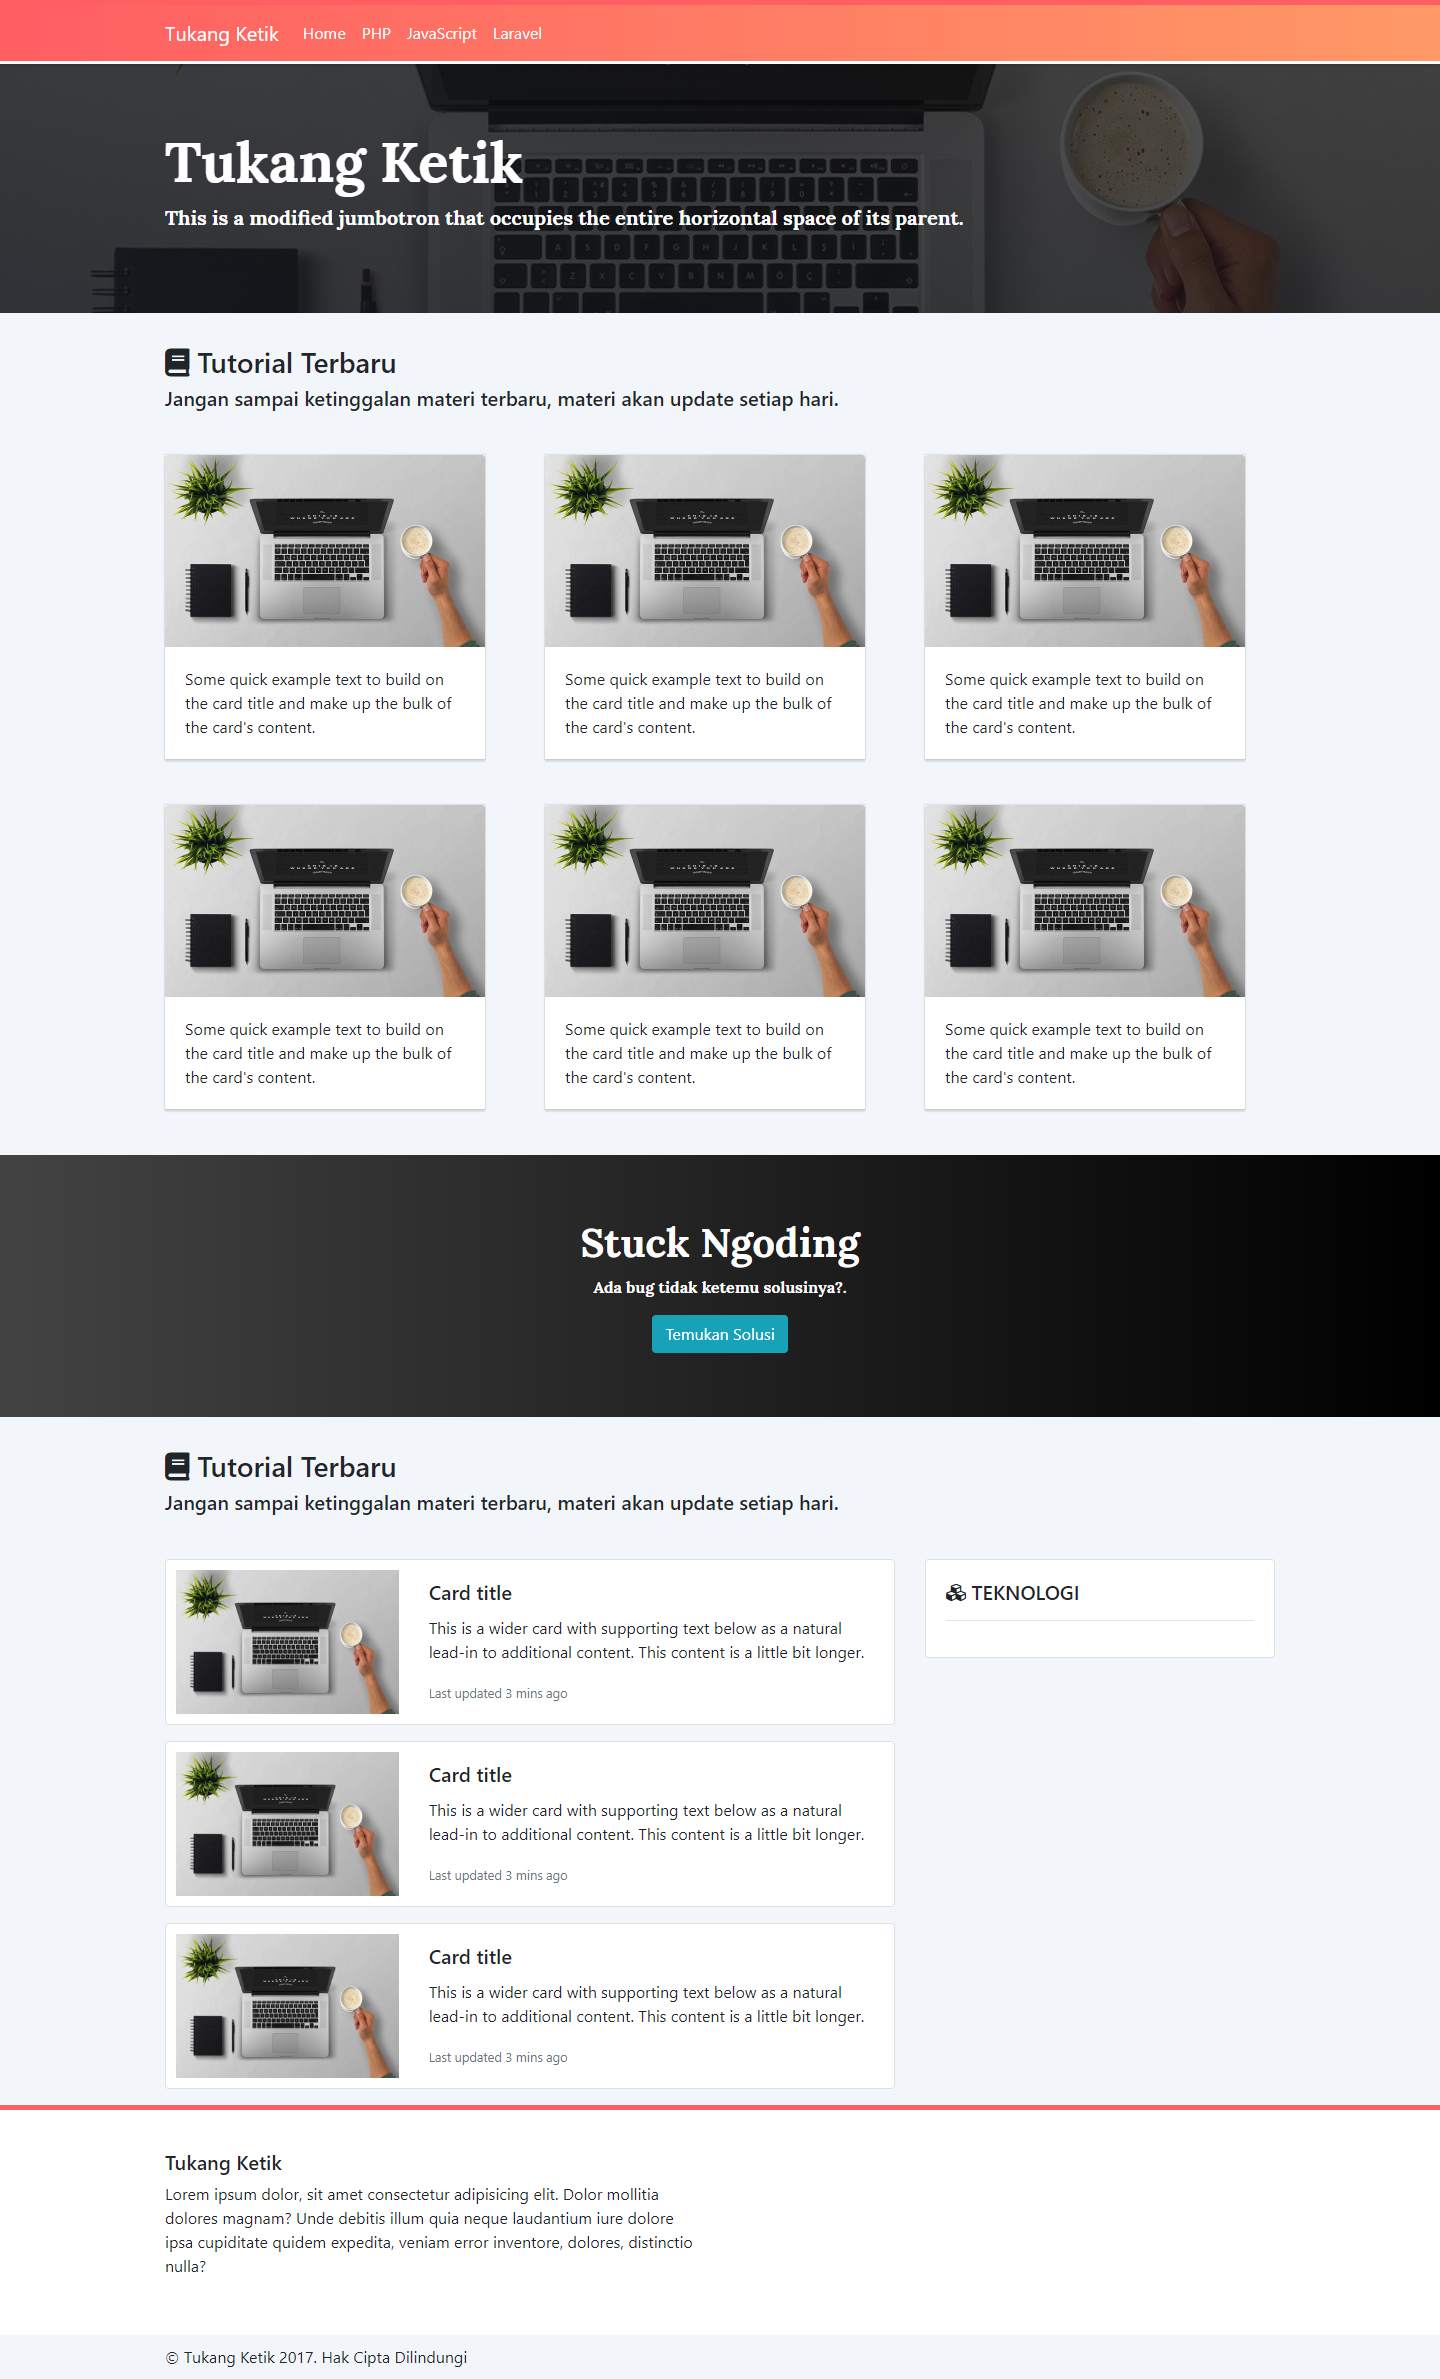 Tukang Ketik
Home
PHP
JavaScript
Laravel
Tukang Ketik
This is a modified jumbotron that occupies the entire horizontal space of its parent.
Tutorial Terbaru
Jangan sampai ketinggalan materi terbaru, materi akan update setiap hari.
Some quick example text to build on
the card title and make up the bulk of
the card's content.
Some quick example text to build on
the card title and make up the bulk of
the card's content.
Some quick example text to build on
the card title and make up the bulk of
the card's content.
Some quick example text to build on
the card title and make up the bulk of
the card's content.
Some quick example text to build on
the card title and make up the bulk of
the card's content.
Some quick example text to build on
the card title and make up the bulk of
the card's content.
Stuck Ngoding
Ada bug tidak ketemu solusinya?.
Temukan Solusi
Tutorial Terbaru
Jangan sampai ketinggalan materi terbaru, materi akan update setiap hari.
Card title
This is a wider card with supporting text below as a natural
lead-in to additional content. This content is a little bit longer.
Last updated 3 mins ago
Card title
This is a wider card with supporting text below as a natural
lead-in to additional content. This content is a little bit longer.
Last updated 3 mins ago
Card title
This is a wider card with supporting text below as a natural
lead-in to additional content. This content is a little bit longer.
Last updated 3 mins ago
TEKNOLOGI
Tukang Ketik
Lorem ipsum dolor, sit amet consectetur adipisicing elit. Dolor mollitia
dolores magnam? Unde debitis illum quia neque laudantium iure dolore
ipsa cupiditate quidem expedita, veniam error inventore, dolores, distinctio
nulla?
© Tukang Ketik 2017. Hak Cipta Dilindungi